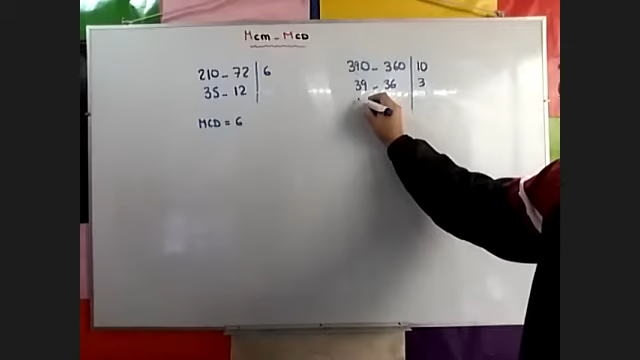 Mcm - McD
210 - 72 | 6
35 - 12
MCD = 6
390 - 360 | 10
39 - 36 | 3